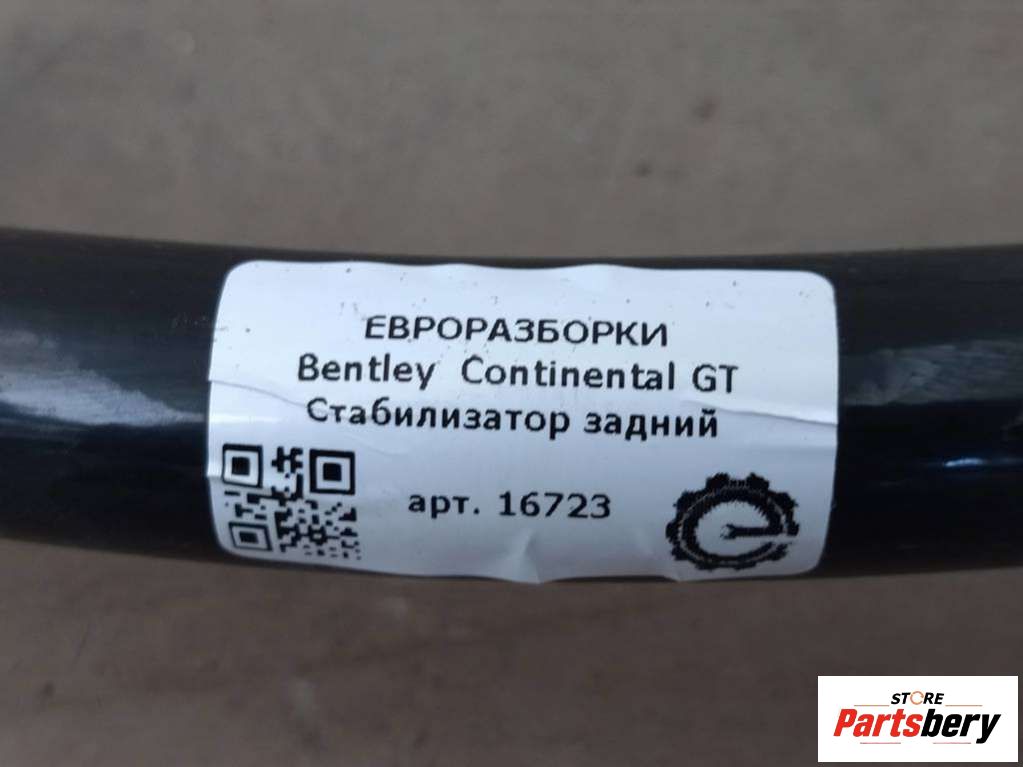 ЕВРОРАЗБОРКИ
Bentley Continental GT
Стабилизатор задний
арт. 16723
STORE
Partsbery